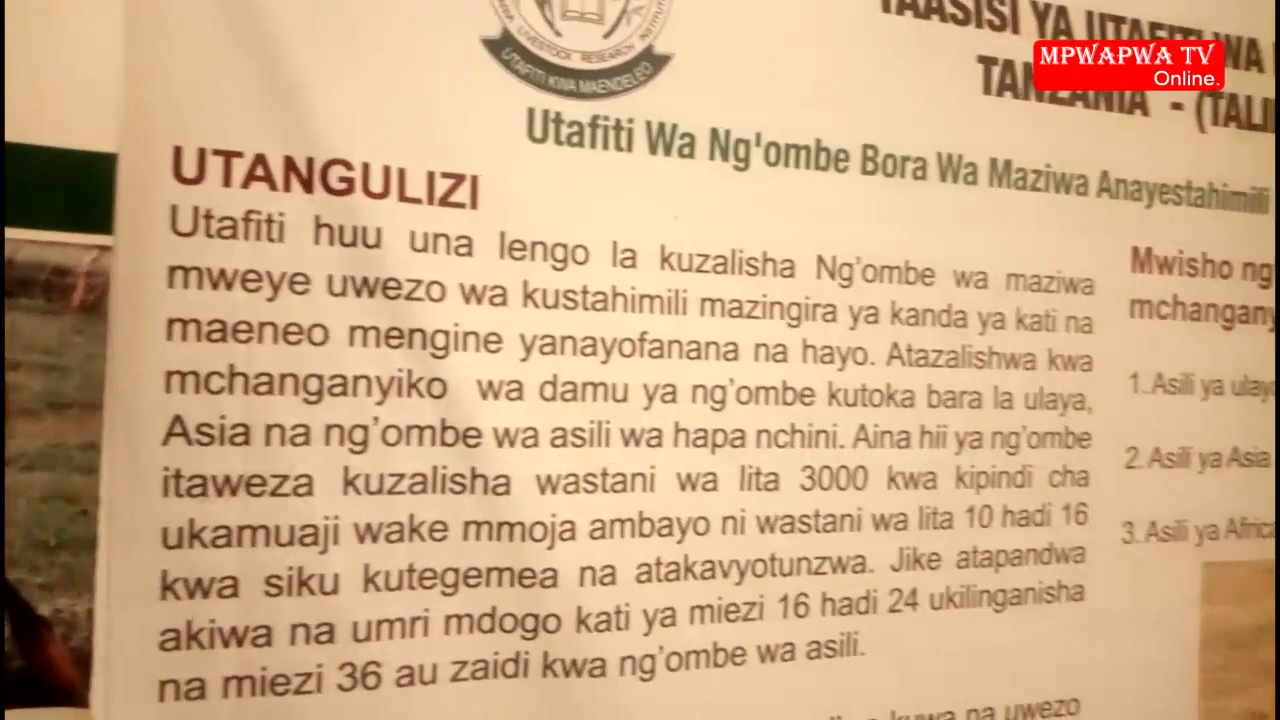 LIVESTOCK RESEARCH
UTAFITI KWA MAENDELEO
TAASISI YA UTAFITI WA
TANZANIA - (TALI
MPWAPWA TV
Online.
Utafiti Wa Ng'ombe Bora Wa Maziwa Anayestahimili
UTANGULIZI
Utafiti huu una lengo la kuzalisha Ng'ombe wa maziwa
mweye uwezo wa kustahimili mazingira ya kanda ya kati na
maeneo mengine yanayofanana na hayo. Atazalishwa kwa
mchanganyiko wa damu ya ng'ombe kutoka bara la ulaya,
Asia na ng'ombe wa asili wa hapa nchini. Aina hii ya ng'ombe
itaweza kuzalisha wastani wa lita 3000 kwa kipindi cha
ukamuaji wake mmoja ambayo ni wastani wa lita 10 hadi 16
kwa siku kutegemea na atakavyotunzwa. Jike atapandwa
akiwa na umri mdogo kati ya miezi 16 hadi 24 ukilinganisha
na miezi 36 au zaidi kwa ng'ombe wa asili.
kuwa na uwezo
Mwisho ng
mchangany
1. Asili ya ulay
2. Asili ya Asia
3. Asili ya Africa